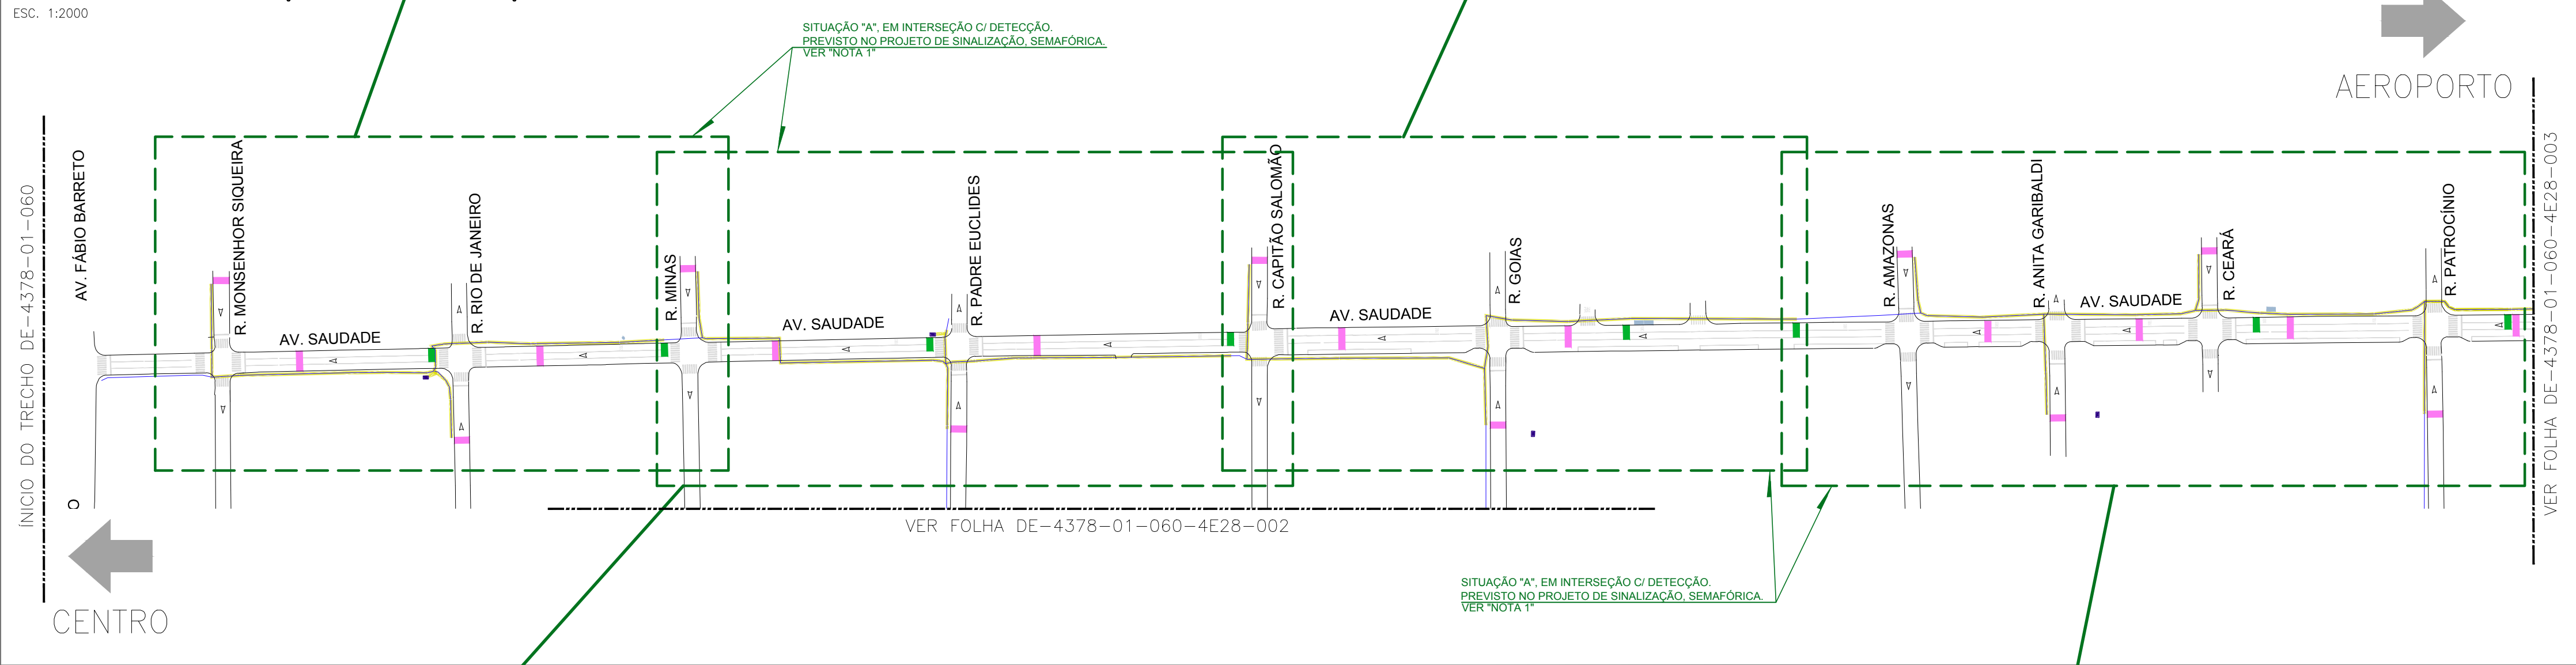 ESC. 1:2000
SITUAÇÃO "A", EM INTERSEÇÃO C/ DETECÇÃO.
PREVISTO NO PROJETO DE SINALIZAÇÃO, SEMAFÓRICA.
VER "NOTA 1"
AEROPORTO
ÍNICIO DO TRECHO DE-4378-01-060
AV. FÁBIO BARRETO
R. MONSENHOR SIQUEIRA
AV. SAUDADE
R. RIO DE JANEIRO
R. MINAS
AV. SAUDADE
R. PADRE EUCLIDES
R. CAPITÃO SALOMÃO
AV. SAUDADE
R. GOIAS
R. AMAZONAS
R. ANITA GARIBALDI
AV. SAUDADE
R. CEARÁ
R. PATROCÍNIO
VER FOLHA DE-4378-01-060-4E28-003
O
VER FOLHA DE-4378-01-060-4E28-002
SITUAÇÃO "A", EM INTERSEÇÃO C/ DETECÇÃO.
PREVISTO NO PROJETO DE SINALIZAÇÃO, SEMAFÓRICA.
VER "NOTA 1"
CENTRO